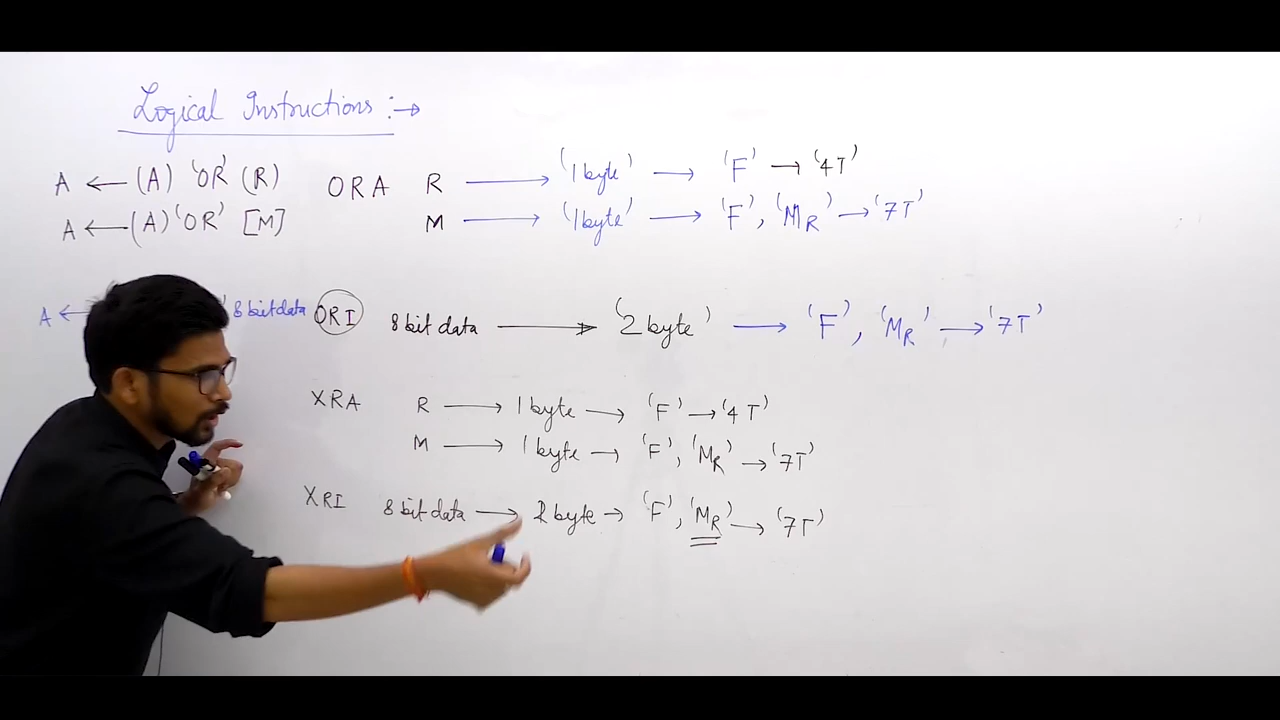 Logical Instructions :→
A ← (A) 'OR' (R) ORA R → '1 byte' → 'F' → '4T'
A ← (A) 'OR' [M] M → '1 byte' → 'F', 'MR' → '7T'
A ← ' 8 bit data ORI 8 bit data → '2 byte' → 'F', 'MR' → '7T'
XRA R → 1 byte → 'F' → '4T'
M → 1 byte → 'F', 'MR' → '7T'
XRI 8 bit data → 2 byte → 'F', 'MR' → '7T'